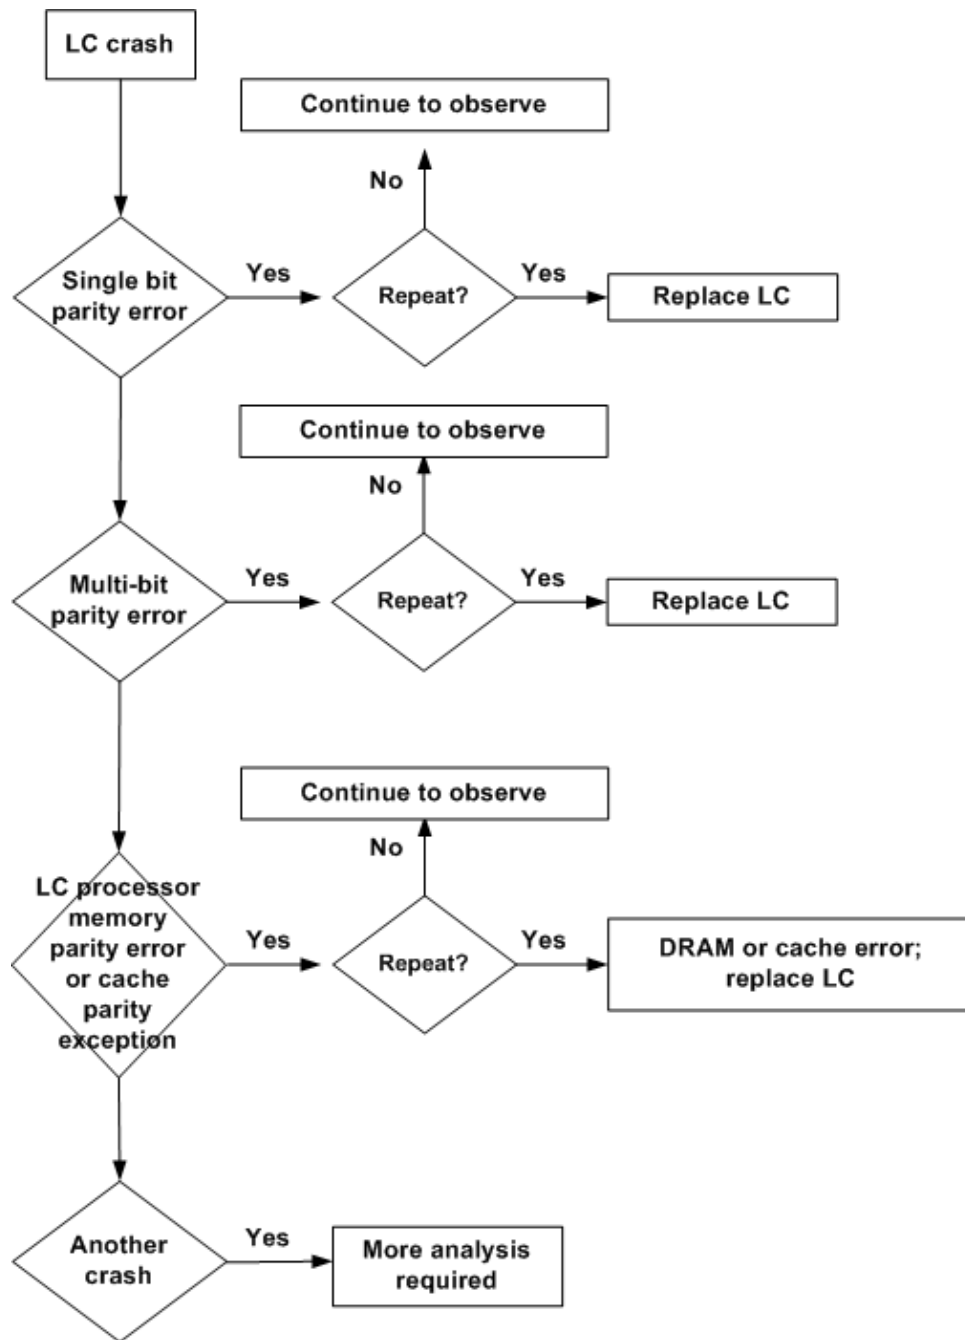 LC crash
Continue to observe
No
Single bit
parity error
Yes
Repeat?
Yes
Replace LC
Continue to observe
No
Multi-bit
parity error
Yes
Repeat?
Yes
Replace LC
Continue to observe
No
LC processor
memory
parity error
or cache
parity
exception
Yes
Repeat?
Yes
DRAM or cache error;
replace LC
Another
crash
Yes
More analysis
required